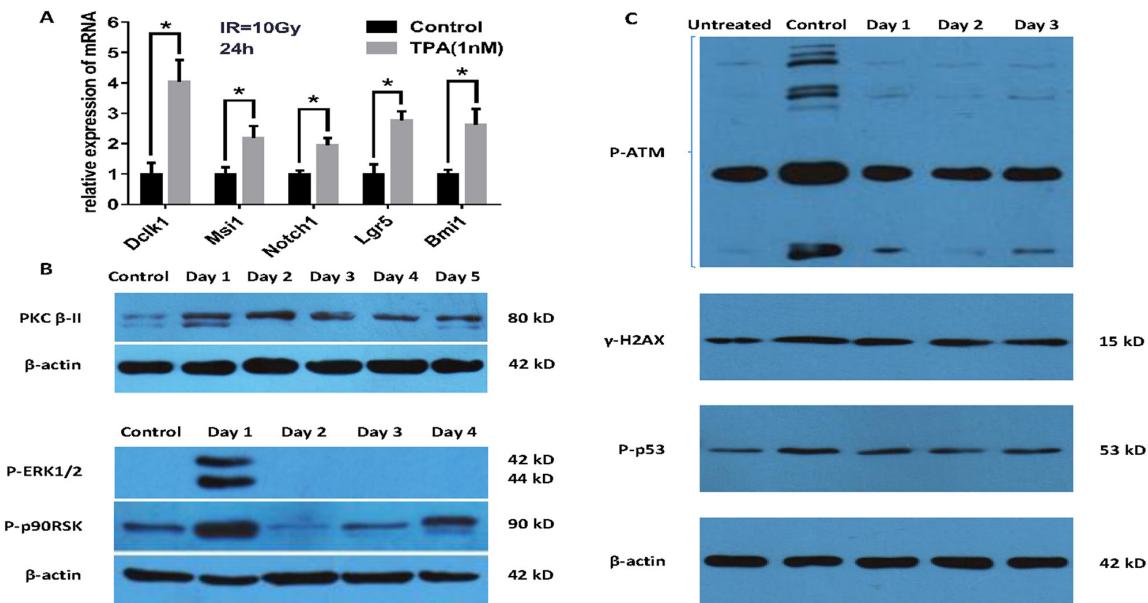 A
IR=10Gy
24h
Control
TPA(1nM)
relative expression of mRNA
6
5
4
3
2
1
0
* * * * *
Dclk1 Msi1 Notch1 Lgr5 Bmi1
B
Control Day 1 Day 2 Day 3 Day 4 Day 5
PKC β-II 80 kD
β-actin 42 kD
Control Day 1 Day 2 Day 3 Day 4
P-ERK1/2 42 kD
44 kD
P-p90RSK 90 kD
β-actin 42 kD
C
Untreated Control Day 1 Day 2 Day 3
P-ATM
γ-H2AX 15 kD
P-p53 53 kD
β-actin 42 kD